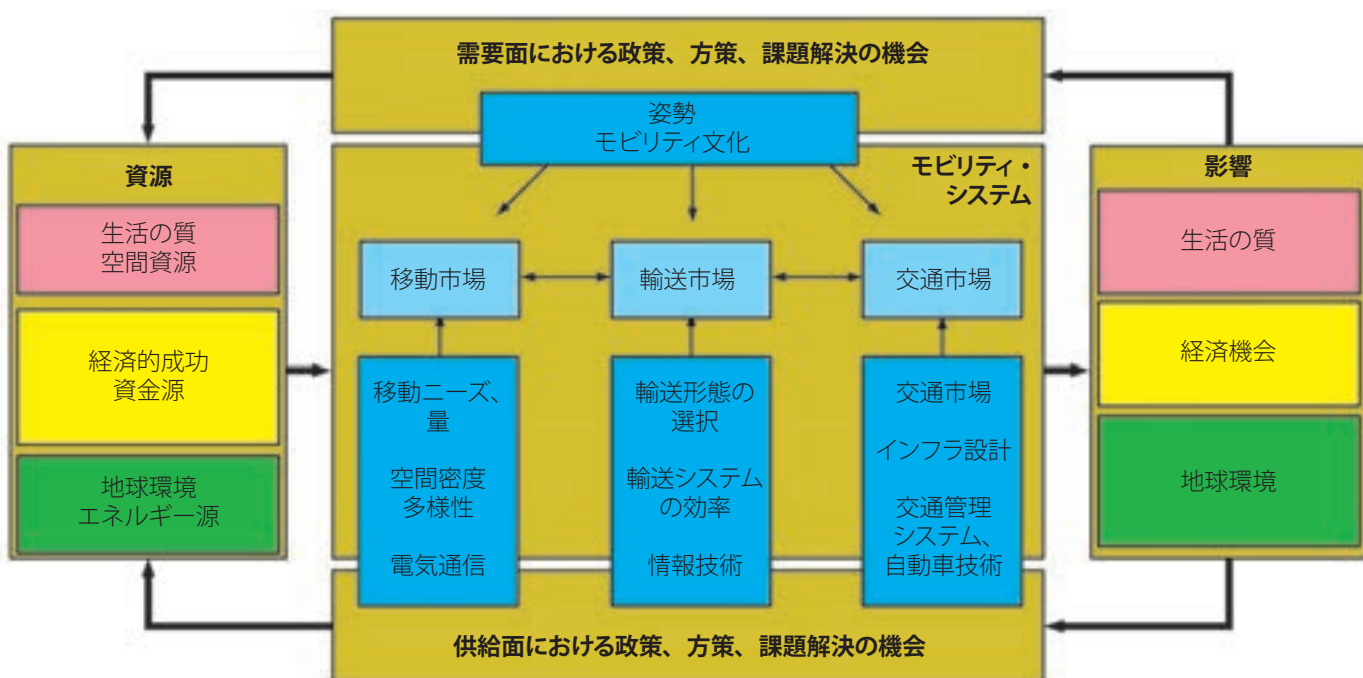 需要面における政策、方策、課題解決の機会
姿勢
モビリティ文化
資源
生活の質
空間資源
経済的成功
資金源
地球環境
エネルギー源
モビリティ・
システム
移動市場
輸送市場
交通市場
移動ニーズ、
量
空間密度
多様性
電気通信
輸送形態の
選択
輸送システム
の効率
情報技術
交通市場
インフラ設計
交通管理
システム、
自動車技術
影響
生活の質
経済機会
地球環境
供給面における政策、方策、課題解決の機会